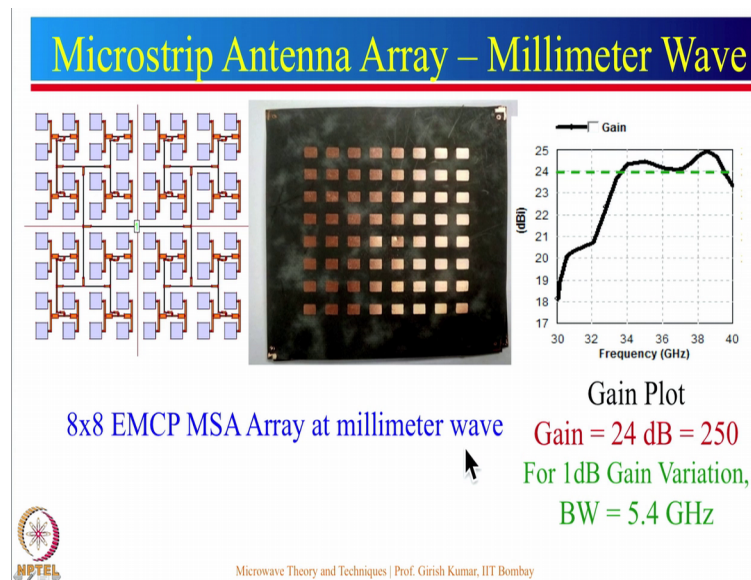 Microstrip Antenna Array – Millimeter Wave
Gain
25
24
23
22
21
20
19
18
17
(dBi)
30 32 34 36 38 40
Frequency (GHz)
8x8 EMCP MSA Array at millimeter wave
Gain Plot
Gain = 24 dB = 250
For 1dB Gain Variation,
BW = 5.4 GHz
NPTEL
Microwave Theory and Techniques | Prof. Girish Kumar, IIT Bombay